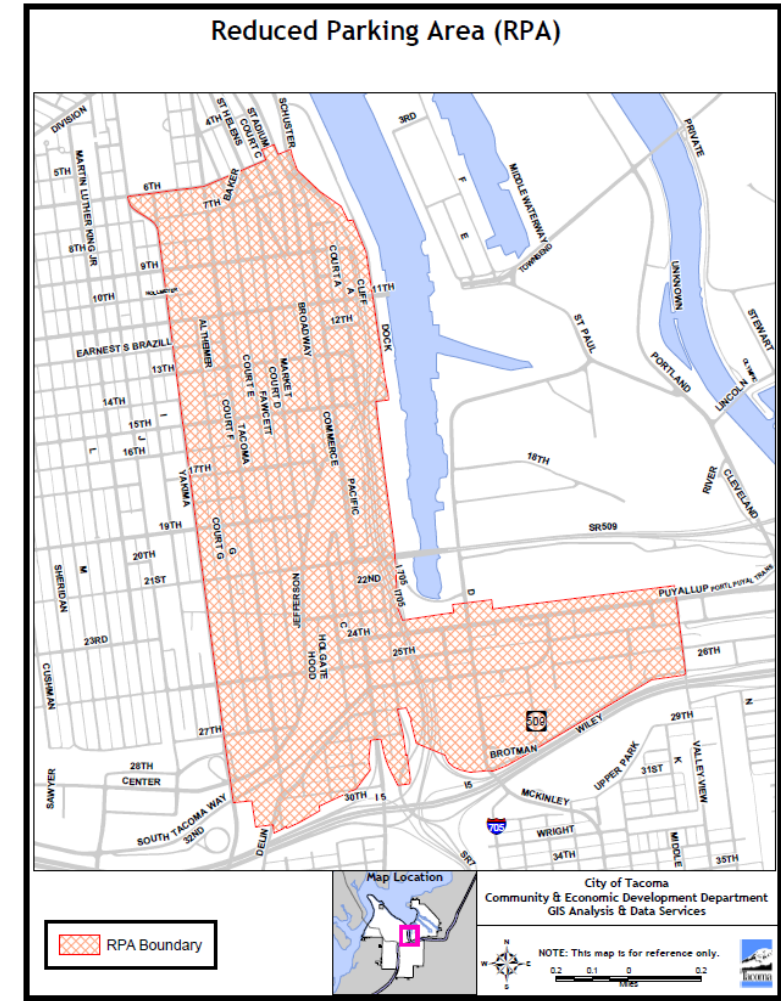 Reduced Parking Area (RPA)
DIVISION
4TH
ST HELENS
STADIUM
COURT C
SCHUSTER
3RD
PRIVATE
5TH
MARTIN LUTHER KING JR
6TH
7TH
BAKER
F
E
MIDDLE WATERWAY
TOWNSEND
8TH
9TH
COURT A
A
CLIFF
11TH
UNKNOWN
10TH
HOLLMASTER
12TH
BROADWAY
DOCK
ST PAUL
STEWART
EARNEST S BRAZILL
13TH
ALTHEIMER
COURT E
MARKET
COURT D
FAWCETT
PORTLAND
LINCOLN
OLYMPIC
14TH
I
15TH
J
L
16TH
COURT F
TACOMA
COMMERCE
17TH
YAKIMA
PACIFIC
18TH
RIVER
CLEVELAND
19TH
COURT G
G
SR509
20TH
M
SHERIDAN
21ST
22ND
I 705
I705
D
PUYALLUP
PORTL PUYAL TRANS
JEFFERSON
C
24TH
23RD
HOLGATE
HOOD
25TH
26TH
CUSHMAN
27TH
509
WILEY
BROTMAN
29TH
N
28TH
CENTER
UPPER PARK
31ST
K
VALLEY VIEW
SAWYER
30TH
I 5
I5
MCKINLEY
SOUTH TACOMA WAY
32ND
DELIN
705
WRIGHT
SR7
34TH
MIDDLE
35TH
RPA Boundary
Map Location
City of Tacoma
Community & Economic Development Department
GIS Analysis & Data Services
N
W
E
S
NOTE: This map is for reference only.
0.2 0.1 0 0.2
Miles
Tacoma